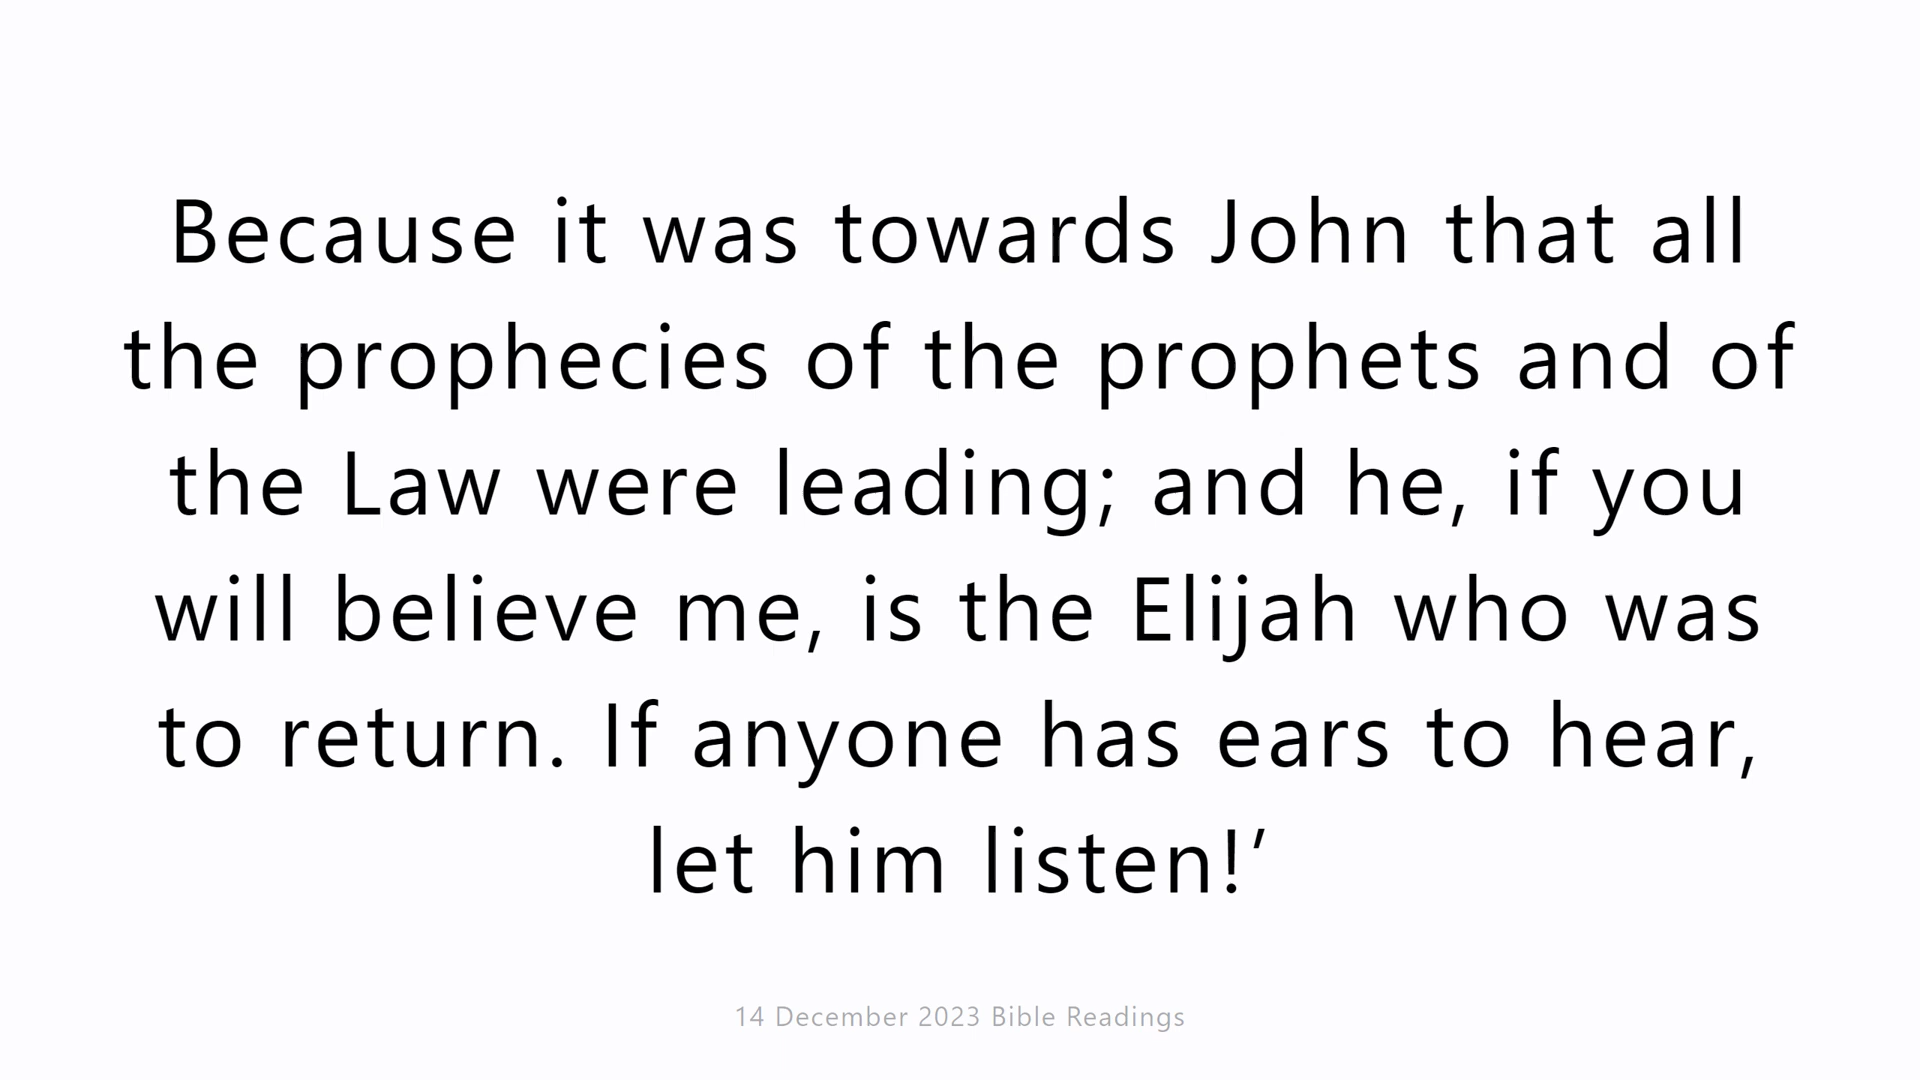 Because it was towards John that all
the prophecies of the prophets and of
the Law were leading; and he, if you
will believe me, is the Elijah who was
to return. If anyone has ears to hear,
let him listen!’
14 December 2023 Bible Readings